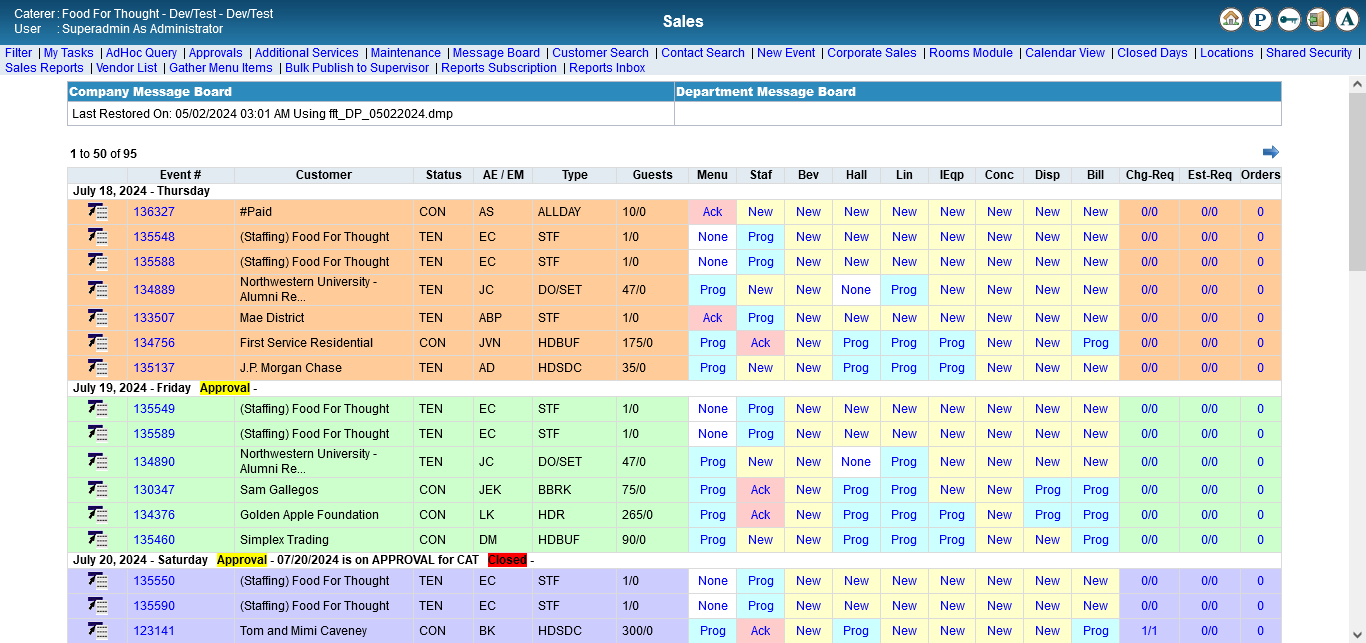 Caterer : Food For Thought - Dev/Test - Dev/Test
User : Superadmin As Administrator
Sales
P
A
Filter | My Tasks | AdHoc Query | Approvals | Additional Services | Maintenance | Message Board | Customer Search | Contact Search | New Event | Corporate Sales | Rooms Module | Calendar View | Closed Days | Locations | Shared Security |
Sales Reports | Vendor List | Gather Menu Items | Bulk Publish to Supervisor | Reports Subscription | Reports Inbox
Company Message Board Department Message Board
Last Restored On: 05/02/2024 03:01 AM Using fft_DP_05022024.dmp
1 to 50 of 95
Event # Customer Status AE / EM Type Guests Menu Staf Bev Hall Lin IEqp Conc Disp Bill Chg-Req Est-Req Orders
July 18, 2024 - Thursday
136327 #Paid CON AS ALLDAY 10/0 Ack New New New New New New New New 0/0 0/0 0
135548 (Staffing) Food For Thought TEN EC STF 1/0 None Prog New New New New New New New 0/0 0/0 0
135588 (Staffing) Food For Thought TEN EC STF 1/0 None Prog New New New New New New New 0/0 0/0 0
134889 Northwestern University - Alumni Re... TEN JC DO/SET 47/0 Prog New New None Prog New New New New 0/0 0/0 0
133507 Mae District TEN ABP STF 1/0 Ack Prog New New New New New New New 0/0 0/0 0
134756 First Service Residential CON JVN HDBUF 175/0 Prog Ack New Prog Prog Prog New New Prog 0/0 0/0 0
135137 J.P. Morgan Chase TEN AD HDSDC 35/0 Prog New New Prog Prog Prog New New New 0/0 0/0 0
July 19, 2024 - Friday Approval -
135549 (Staffing) Food For Thought TEN EC STF 1/0 None Prog New New New New New New New 0/0 0/0 0
135589 (Staffing) Food For Thought TEN EC STF 1/0 None Prog New New New New New New New 0/0 0/0 0
134890 Northwestern University - Alumni Re... TEN JC DO/SET 47/0 Prog New New None Prog New New New New 0/0 0/0 0
130347 Sam Gallegos CON JEK BBRK 75/0 Prog Ack New Prog Prog New New Prog Prog 0/0 0/0 0
134376 Golden Apple Foundation CON LK HDR 265/0 Prog Ack New Prog Prog Prog New Prog Prog 0/0 0/0 0
135460 Simplex Trading CON DM HDBUF 90/0 Prog New New Prog Prog Prog New New Prog 0/0 0/0 0
July 20, 2024 - Saturday Approval - 07/20/2024 is on APPROVAL for CAT Closed -
135550 (Staffing) Food For Thought TEN EC STF 1/0 None Prog New New New New New New New 0/0 0/0 0
135590 (Staffing) Food For Thought TEN EC STF 1/0 None Prog New New New New New New New 0/0 0/0 0
123141 Tom and Mimi Caveney CON BK HDSDC 300/0 Prog Ack New Prog New New New New Prog 1/1 0/0 0